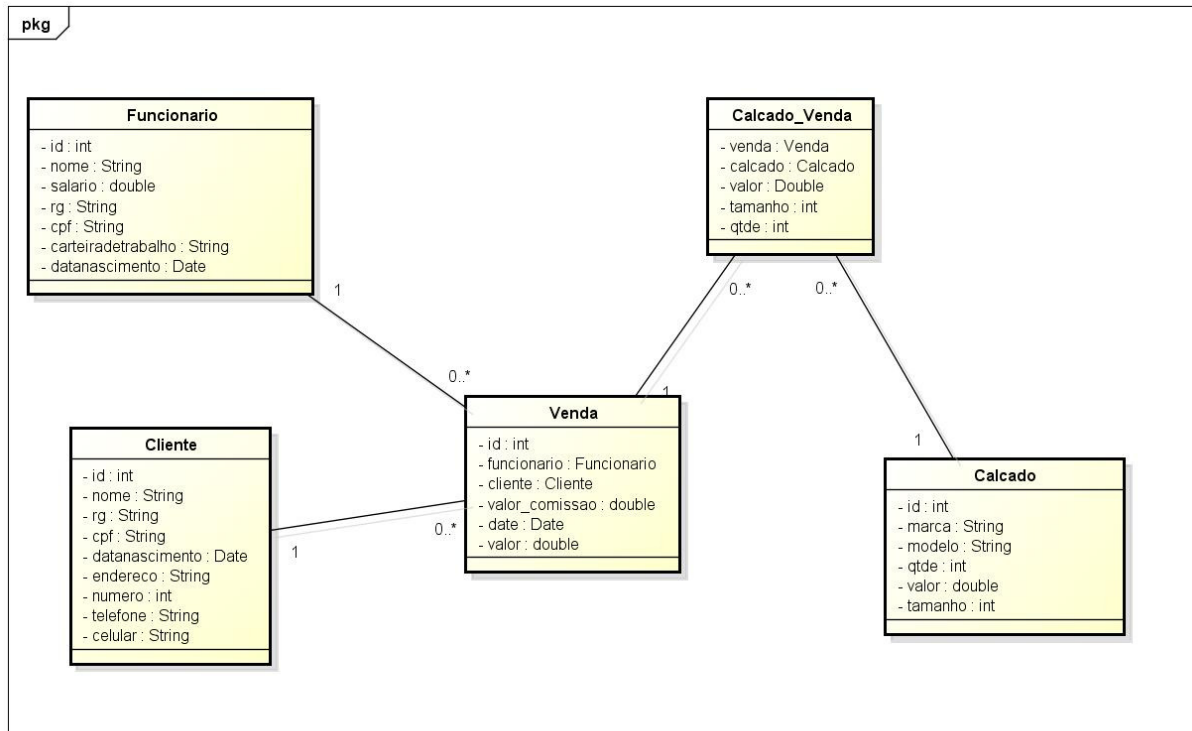 pkg
Funcionario
- id : int
- nome : String
- salario : double
- rg : String
- cpf : String
- carteiradetrabalho : String
- datanascimento : Date
Calcado_Venda
- venda : Venda
- calcado : Calcado
- valor : Double
- tamanho : int
- qtde : int
1
0..*
0..*
0..*
1
Venda
- id : int
- funcionario : Funcionario
- cliente : Cliente
- valor_comissao : double
- date : Date
- valor : double
Cliente
- id : int
- nome : String
- rg : String
- cpf : String
- datanascimento : Date
- endereco : String
- numero : int
- telefone : String
- celular : String
1
0..*
1
Calcado
- id : int
- marca : String
- modelo : String
- qtde : int
- valor : double
- tamanho : int